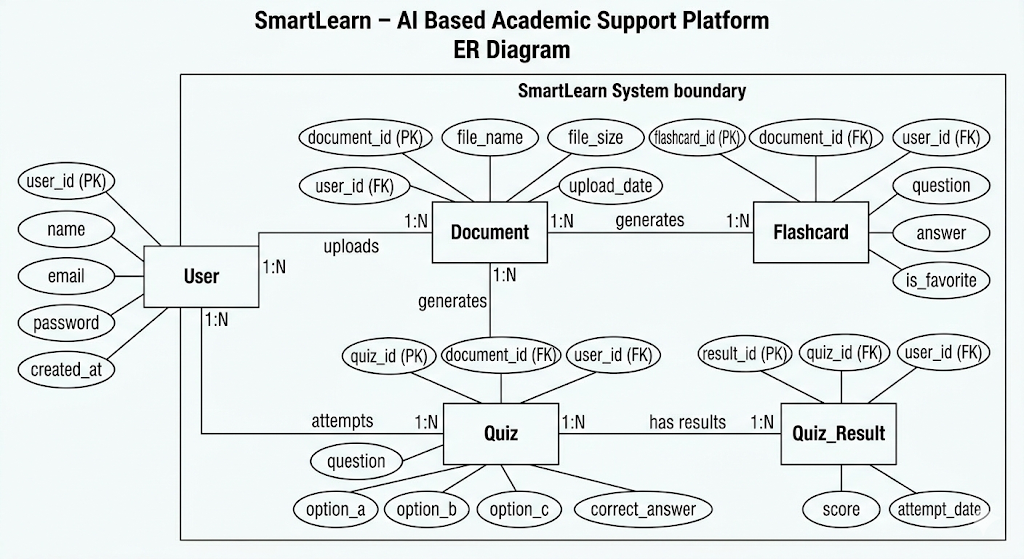 SmartLearn – AI Based Academic Support Platform
ER Diagram
SmartLearn System boundary
document_id (PK)
file_name
file_size
flashcard_id (PK)
document_id (FK)
user_id (FK)
user_id (PK)
user_id (FK)
upload_date
question
name
1:N
Document
1:N
generates
1:N
Flashcard
answer
uploads
User
1:N
email
1:N
is_favorite
generates
password
1:N
created_at
quiz_id (PK)
document_id (FK)
user_id (FK)
result_id (PK)
quiz_id (FK)
user_id (FK)
attempts
1:N
Quiz
1:N
has results
1:N
Quiz_Result
question
option_a
option_b
option_c
correct_answer
score
attempt_date